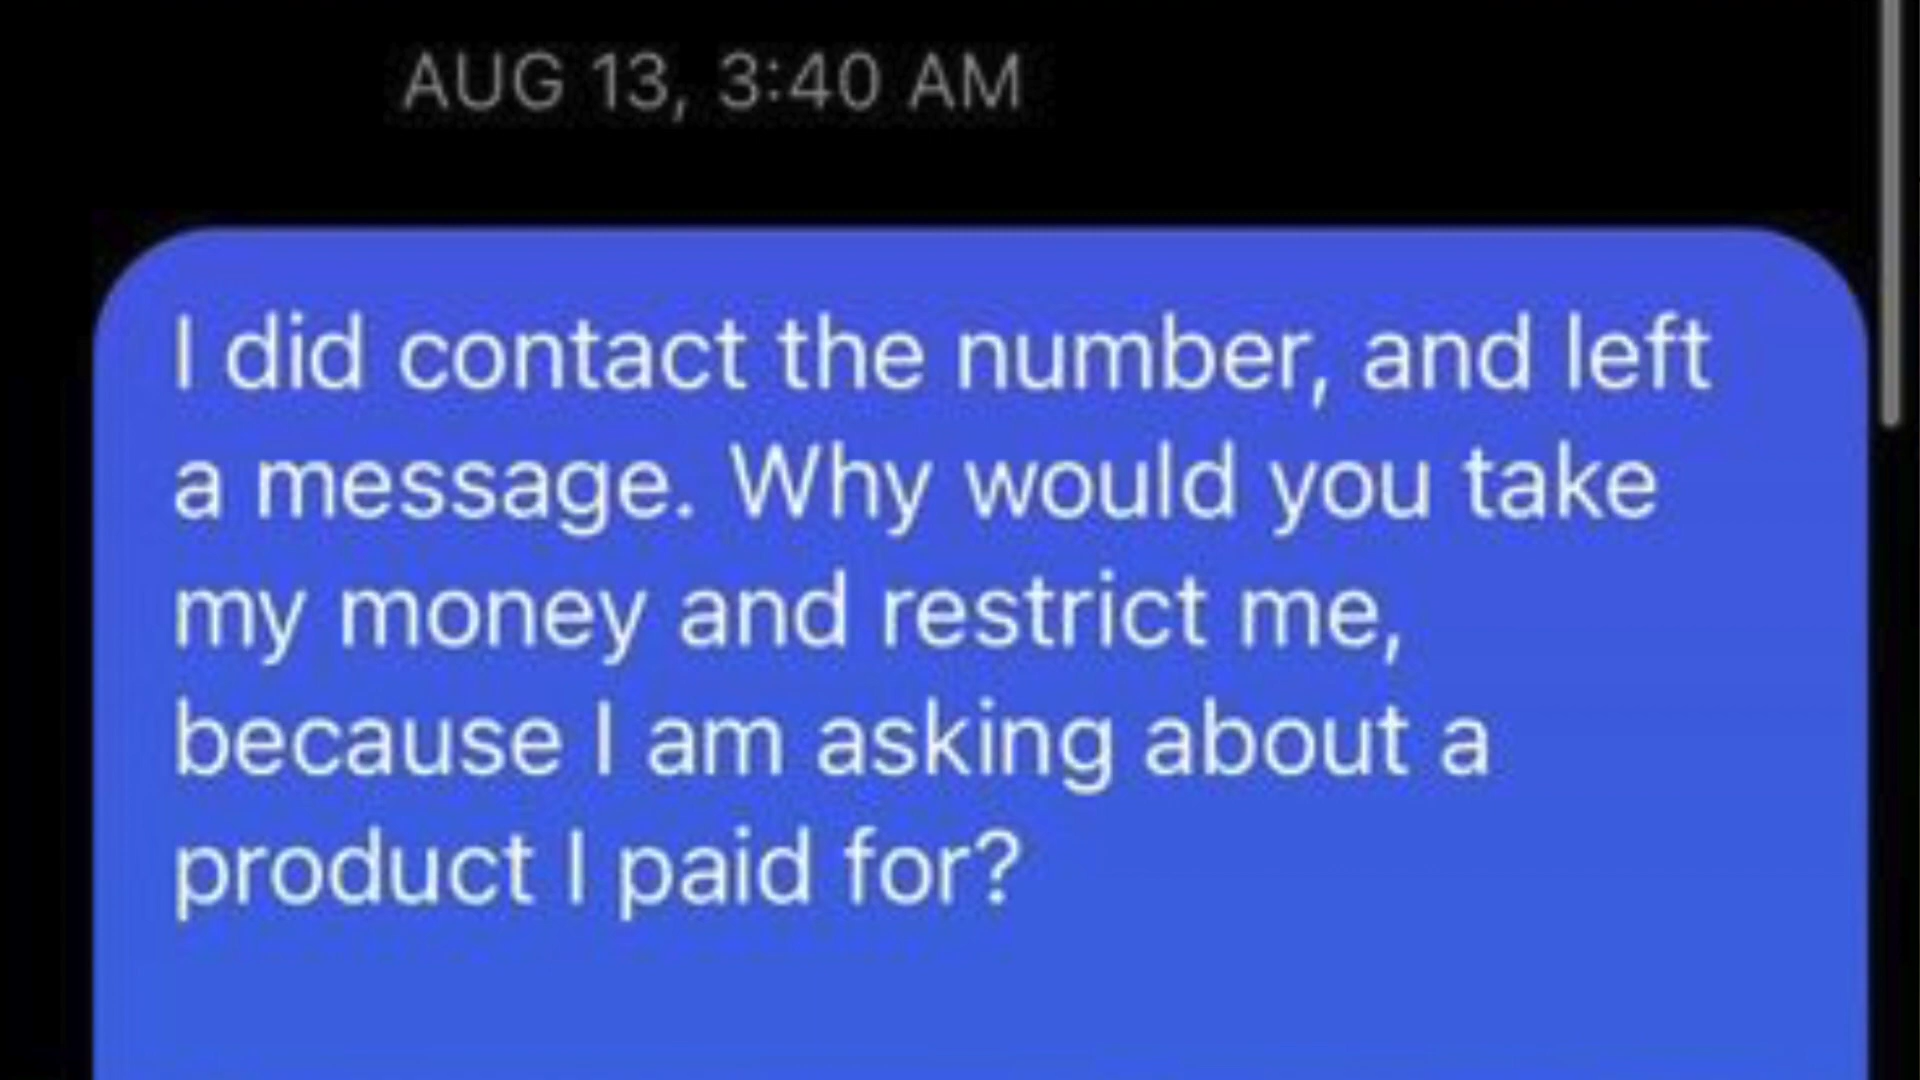 AUG 13, 3:40 AM
I did contact the number, and left
a message. Why would you take
my money and restrict me,
because I am asking about a
product I paid for?